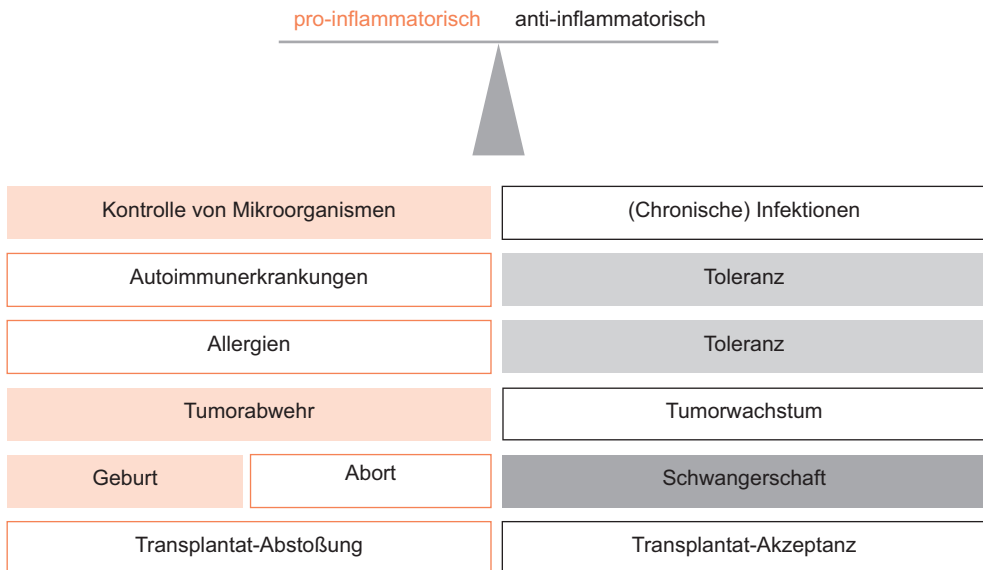 pro-inflammatorisch anti-inflammatorisch
Kontrolle von Mikroorganismen (Chronische) Infektionen
Autoimmunerkrankungen Toleranz
Allergien Toleranz
Tumorabwehr Tumorwachstum
Geburt Abort Schwangerschaft
Transplantat-Abstoßung Transplantat-Akzeptanz